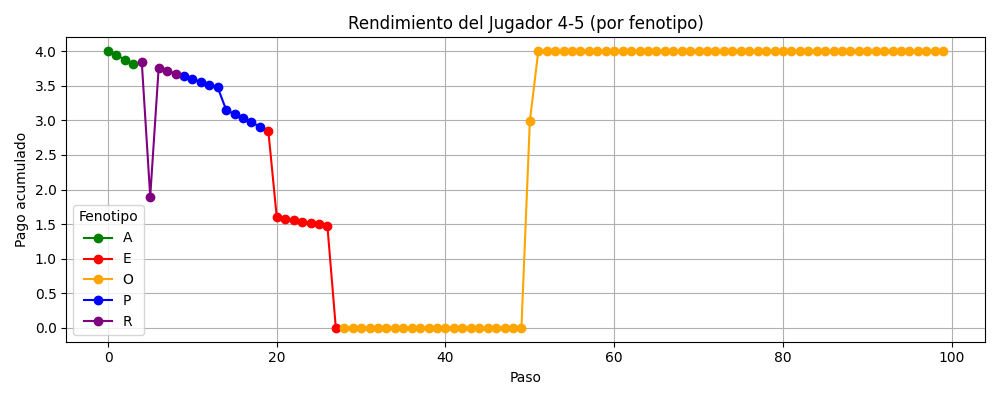 Rendimiento del Jugador 4-5 (por fenotipo)
Pago acumulado
4.0
3.5
3.0
2.5
2.0
1.5
1.0
0.5
0.0
Fenotipo
A
E
O
P
R
0 20 40 60 80 100
Paso